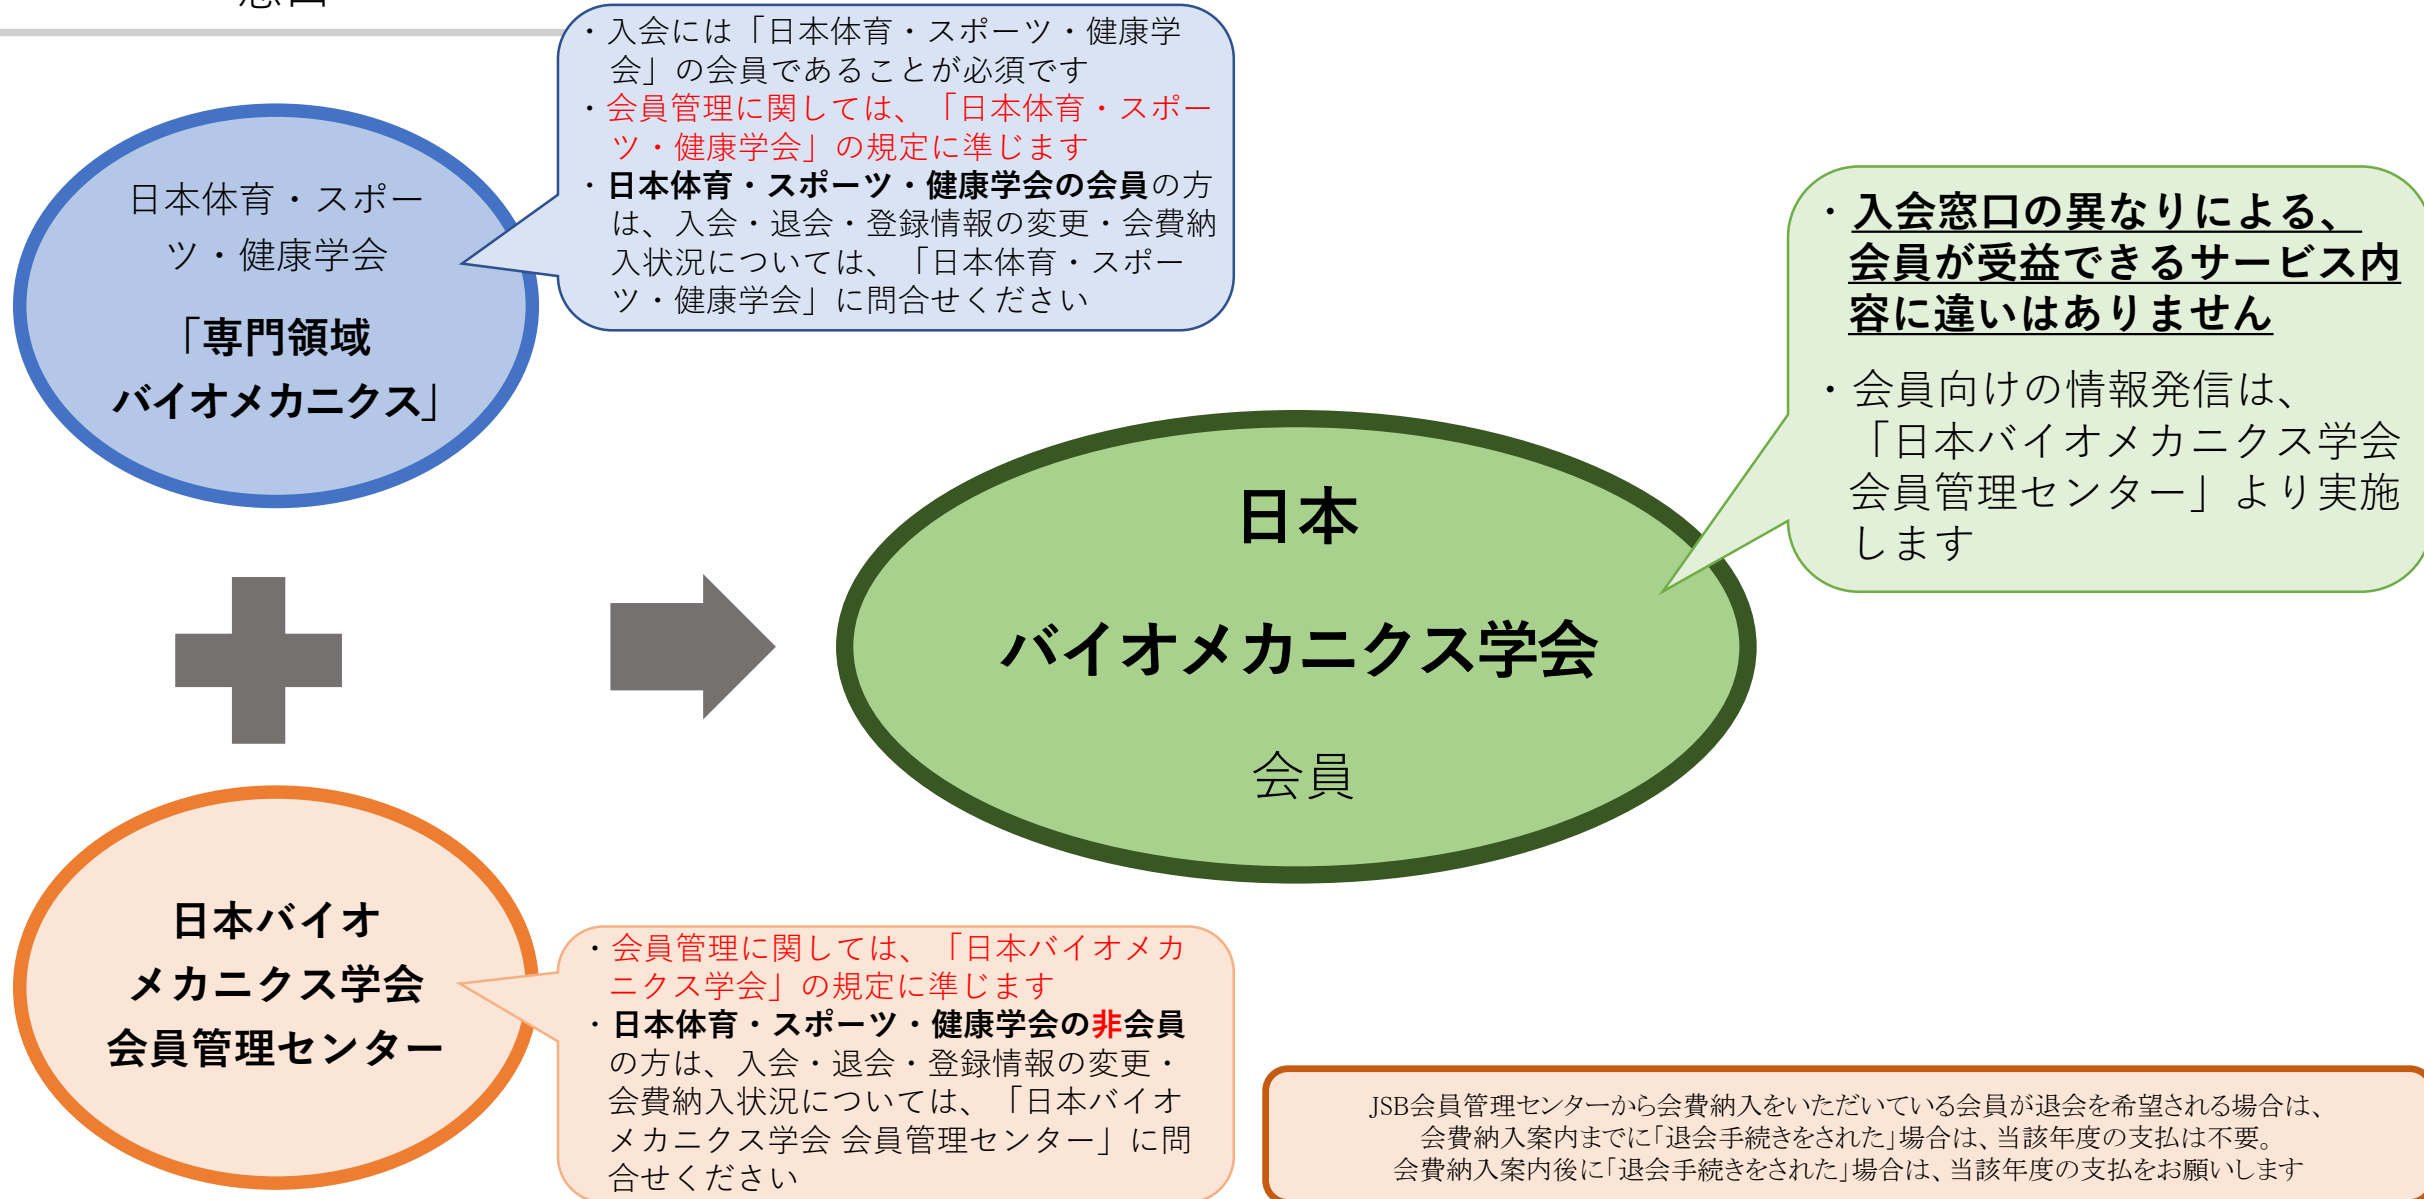 ・入会には「日本体育・スポーツ・健康学
会」の会員であることが必須です
・会員管理に関しては、「日本体育・スポー
ツ・健康学会」の規定に準じます
・日本体育・スポーツ・健康学会の会員の方
は、入会・退会・登録情報の変更・会費納
入状況については、「日本体育・スポー
ツ・健康学会」に問合せください
日本体育・スポー
ツ・健康学会
「専門領域
バイオメカニクス」
・入会窓口の異なりによる、
会員が受益できるサービス内
容に違いはありません
・会員向けの情報発信は、
「日本バイオメカニクス学会
会員管理センター」より実施
します
日本
バイオメカニクス学会
会員
日本バイオ
メカニクス学会
会員管理センター
・会員管理に関しては、「日本バイオメカ
ニクス学会」の規定に準じます
・日本体育・スポーツ・健康学会の非会員
の方は、入会・退会・登録情報の変更・
会費納入状況については、「日本バイオ
メカニクス学会 会員管理センター」に問
合せください
JSB会員管理センターから会費納入をいただいている会員が退会を希望される場合は、
会費納入案内までに「退会手続きをされた」場合は、当該年度の支払は不要。
会費納入案内後に「退会手続きをされた」場合は、当該年度の支払をお願いします